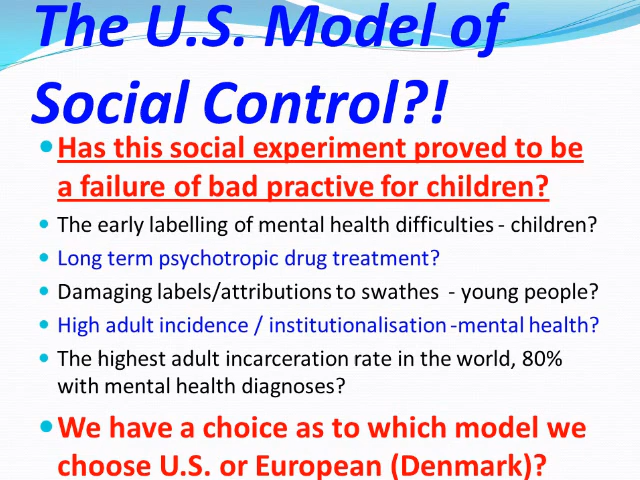 The U.S. Model of
Social Control?!
Has this social experiment proved to be
a failure of bad practive for children?
The early labelling of mental health difficulties - children?
Long term psychotropic drug treatment?
Damaging labels/attributions to swathes - young people?
High adult incidence / institutionalisation -mental health?
The highest adult incarceration rate in the world, 80%
with mental health diagnoses?
We have a choice as to which model we
choose U.S. or European (Denmark)?